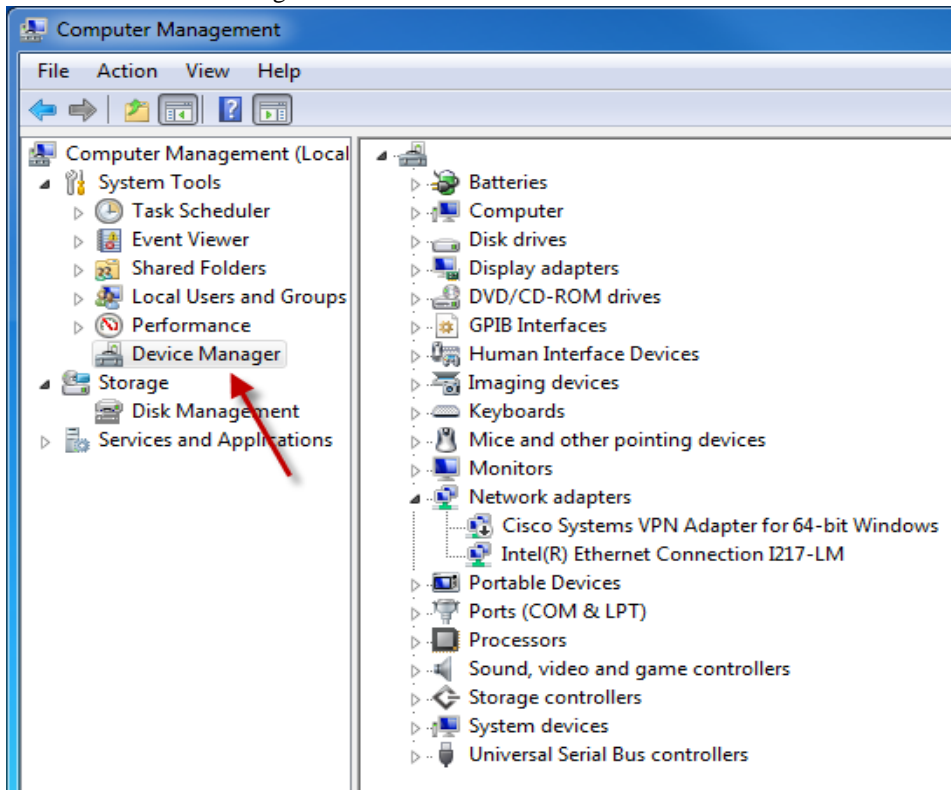 Computer Management
File Action View Help
Computer Management (Local
System Tools
Task Scheduler
Event Viewer
Shared Folders
Local Users and Groups
Performance
Device Manager
Storage
Disk Management
Services and Applications
Batteries
Computer
Disk drives
Display adapters
DVD/CD-ROM drives
GPIB Interfaces
Human Interface Devices
Imaging devices
Keyboards
Mice and other pointing devices
Monitors
Network adapters
Cisco Systems VPN Adapter for 64-bit Windows
Intel(R) Ethernet Connection I217-LM
Portable Devices
Ports (COM & LPT)
Processors
Sound, video and game controllers
Storage controllers
System devices
Universal Serial Bus controllers